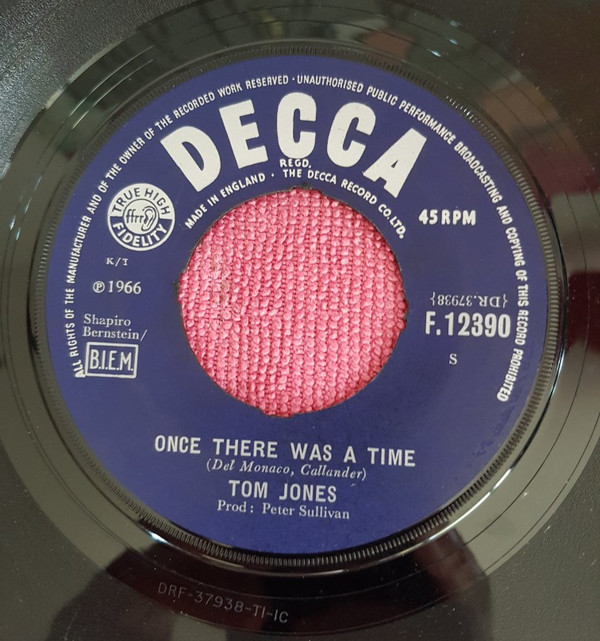 ALL RIGHTS OF THE MANUFACTURER AND OF THE OWNER OF THE RECORDED WORK RESERVED · UNAUTHORISED PUBLIC PERFORMANCE BROADCASTING AND COPYING OF THIS RECORD PROHIBITED
DECCA
REGD.
MADE IN ENGLAND · THE DECCA RECORD CO. LTD.
TRUE HIGH
ffrr
FIDELITY
45 RPM
K/T
℗ 1966
{DR.37938}
F.12390
Shapiro
Bernstein/
B.I.E.M.
S
ONCE THERE WAS A TIME
(Del Monaco, Callander)
TOM JONES
Prod: Peter Sullivan
DRF-37938-T1-1C